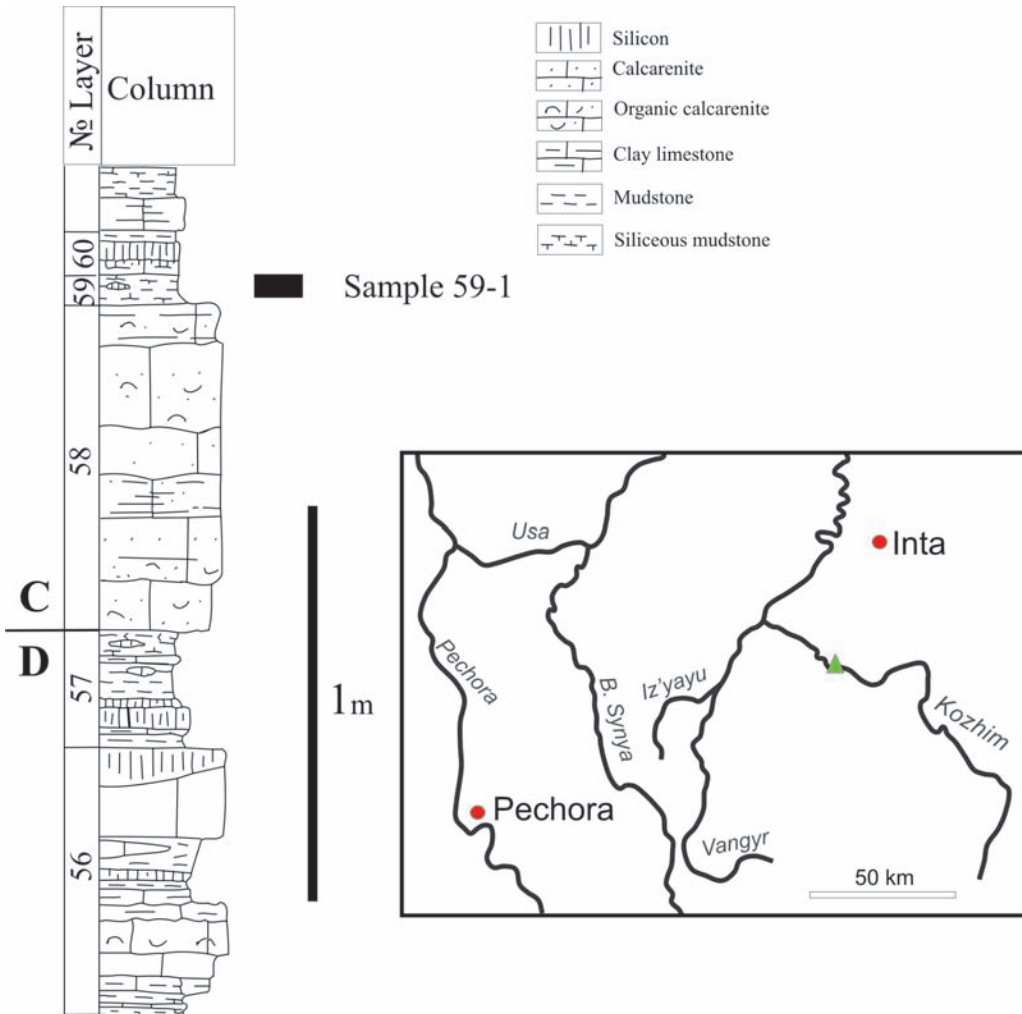 № Layer
Column
60
59
58
57
56
C
D
Sample 59-1
1m
Silicon
Calcarenite
Organic calcarenite
Clay limestone
Mudstone
Siliceous mudstone
Usa
Inta
Pechora
B. Synya
Iz'yayu
Kozhim
Pechora
Vangyr
50 km